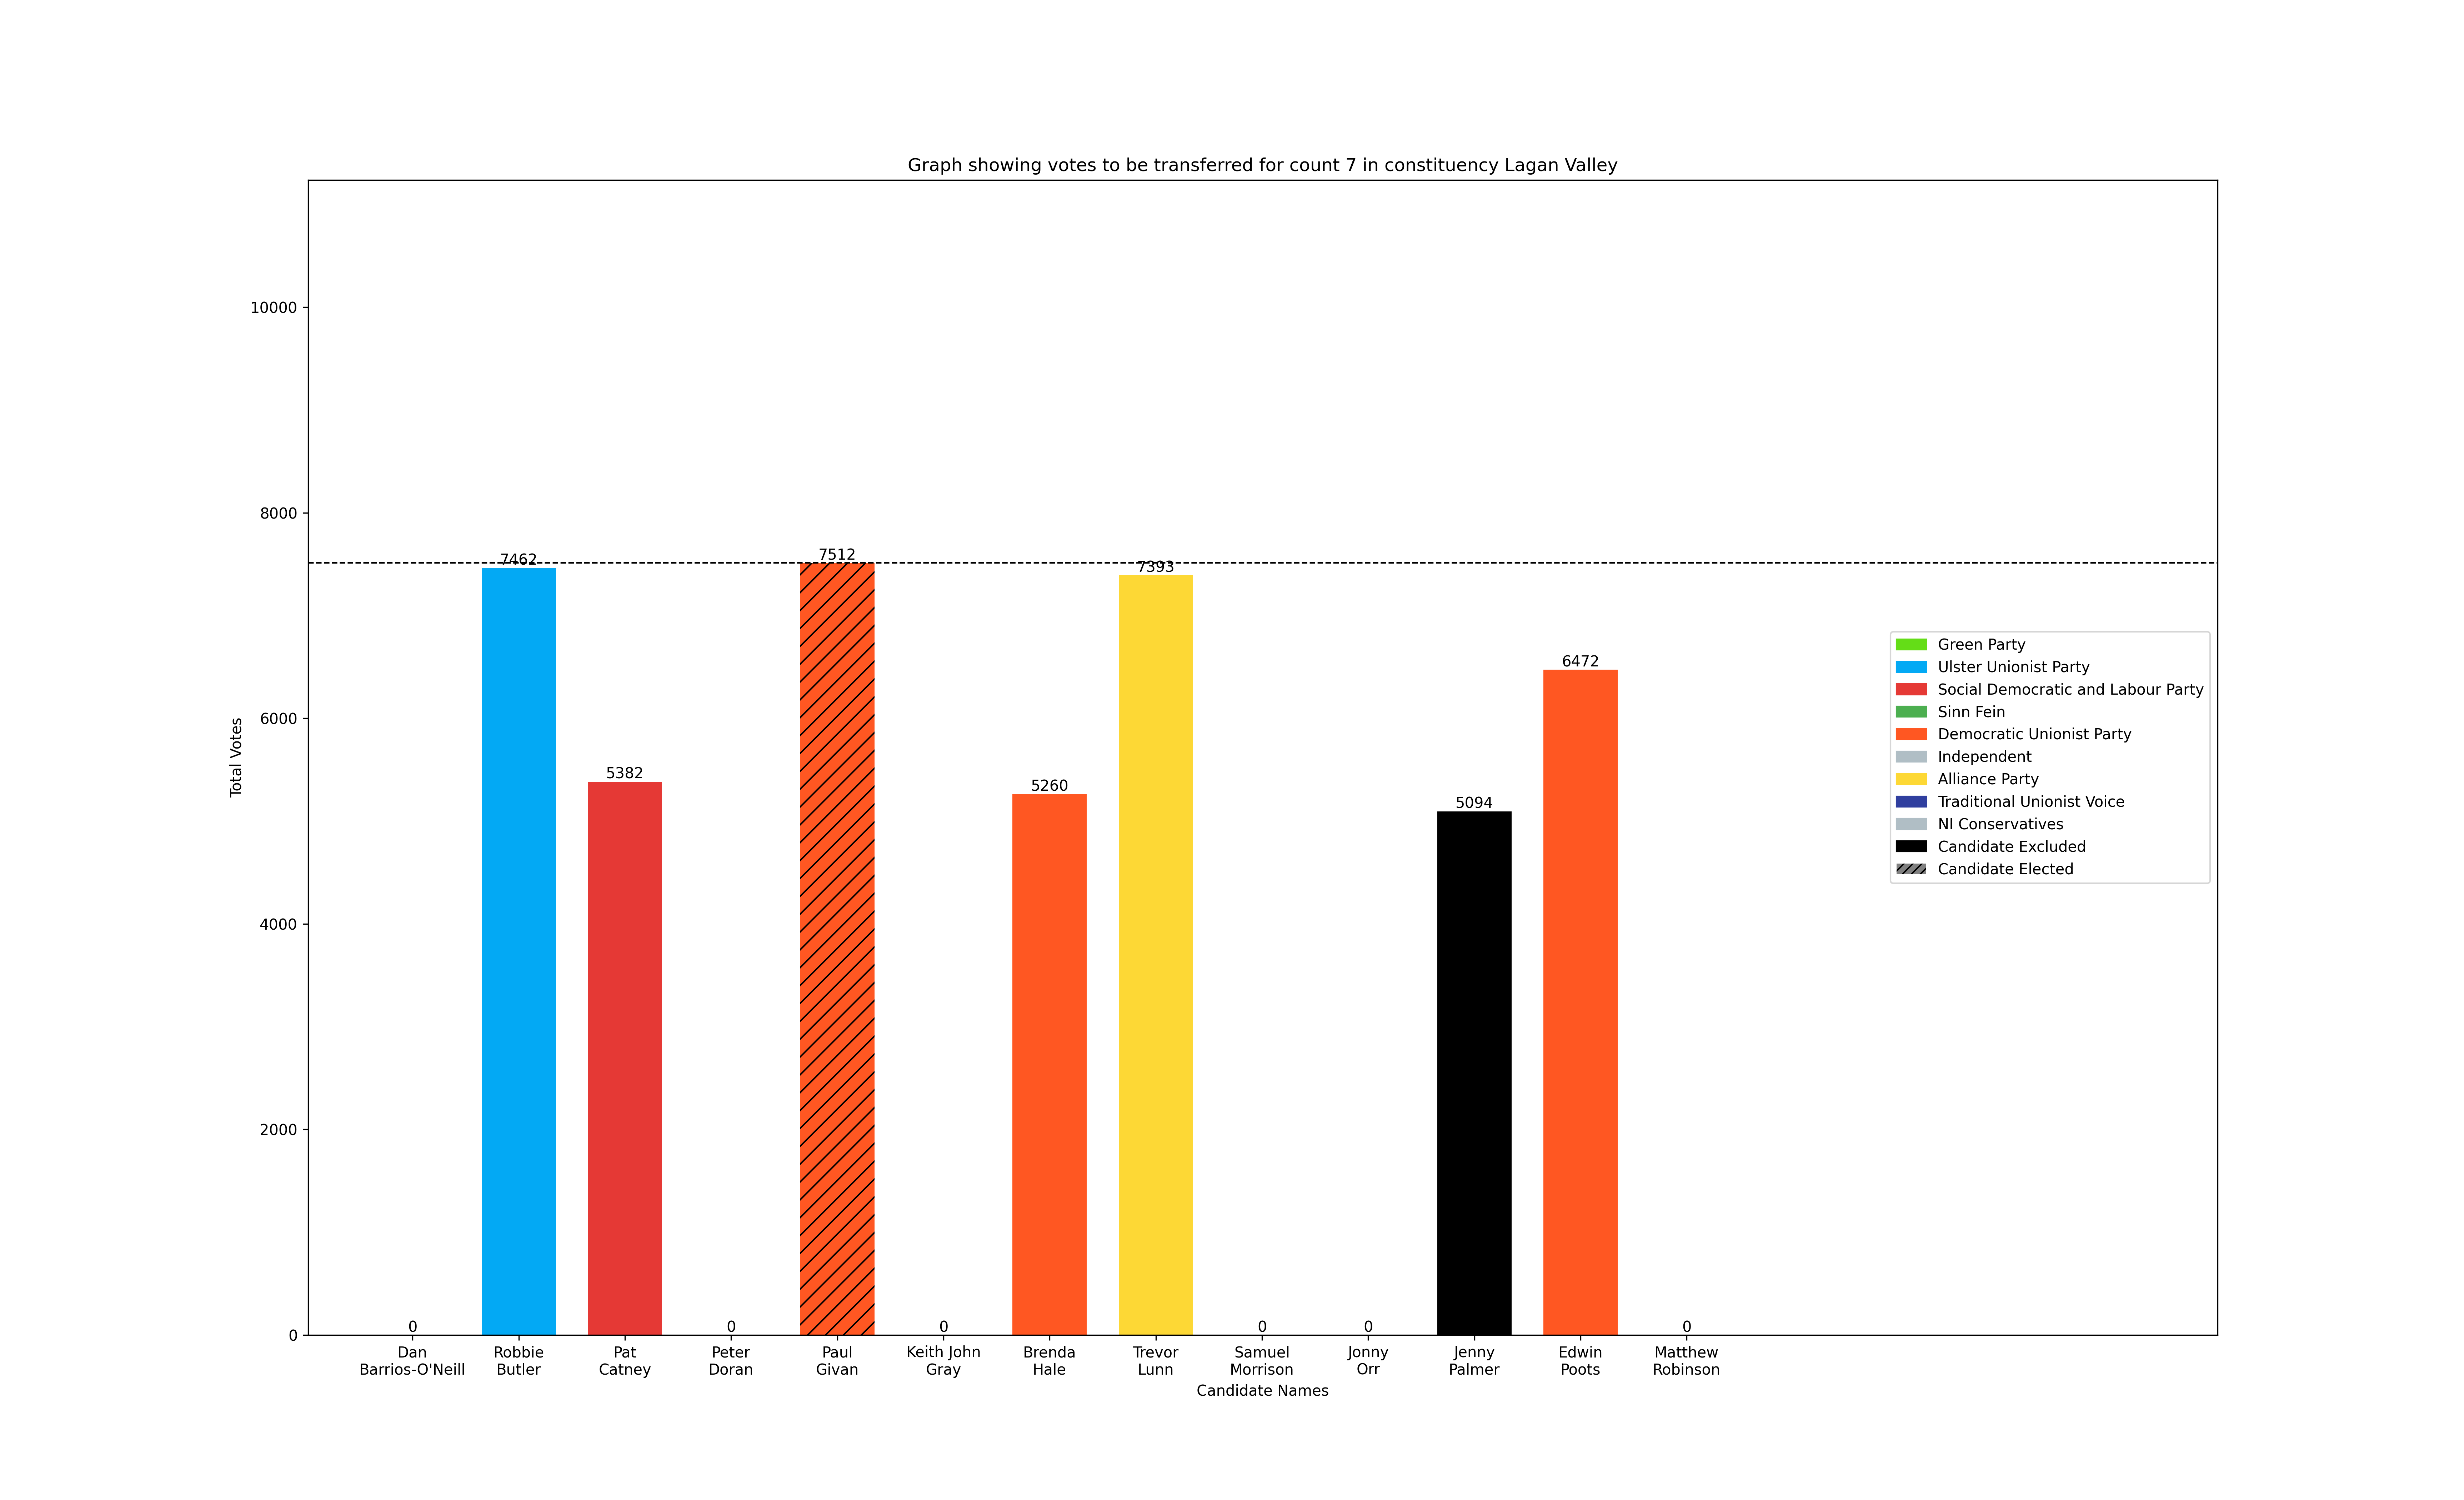 Graph showing votes to be transferred for count 7 in constituency Lagan Valley
Total Votes
10000
8000
6000
4000
2000
0
0
7462
5382
0
7512
0
5260
7393
0
0
5094
6472
0
Dan
Barrios-O'Neill
Robbie
Butler
Pat
Catney
Peter
Doran
Paul
Givan
Keith John
Gray
Brenda
Hale
Trevor
Lunn
Samuel
Morrison
Jonny
Orr
Jenny
Palmer
Edwin
Poots
Matthew
Robinson
Candidate Names
Green Party
Ulster Unionist Party
Social Democratic and Labour Party
Sinn Fein
Democratic Unionist Party
Independent
Alliance Party
Traditional Unionist Voice
NI Conservatives
Candidate Excluded
Candidate Elected